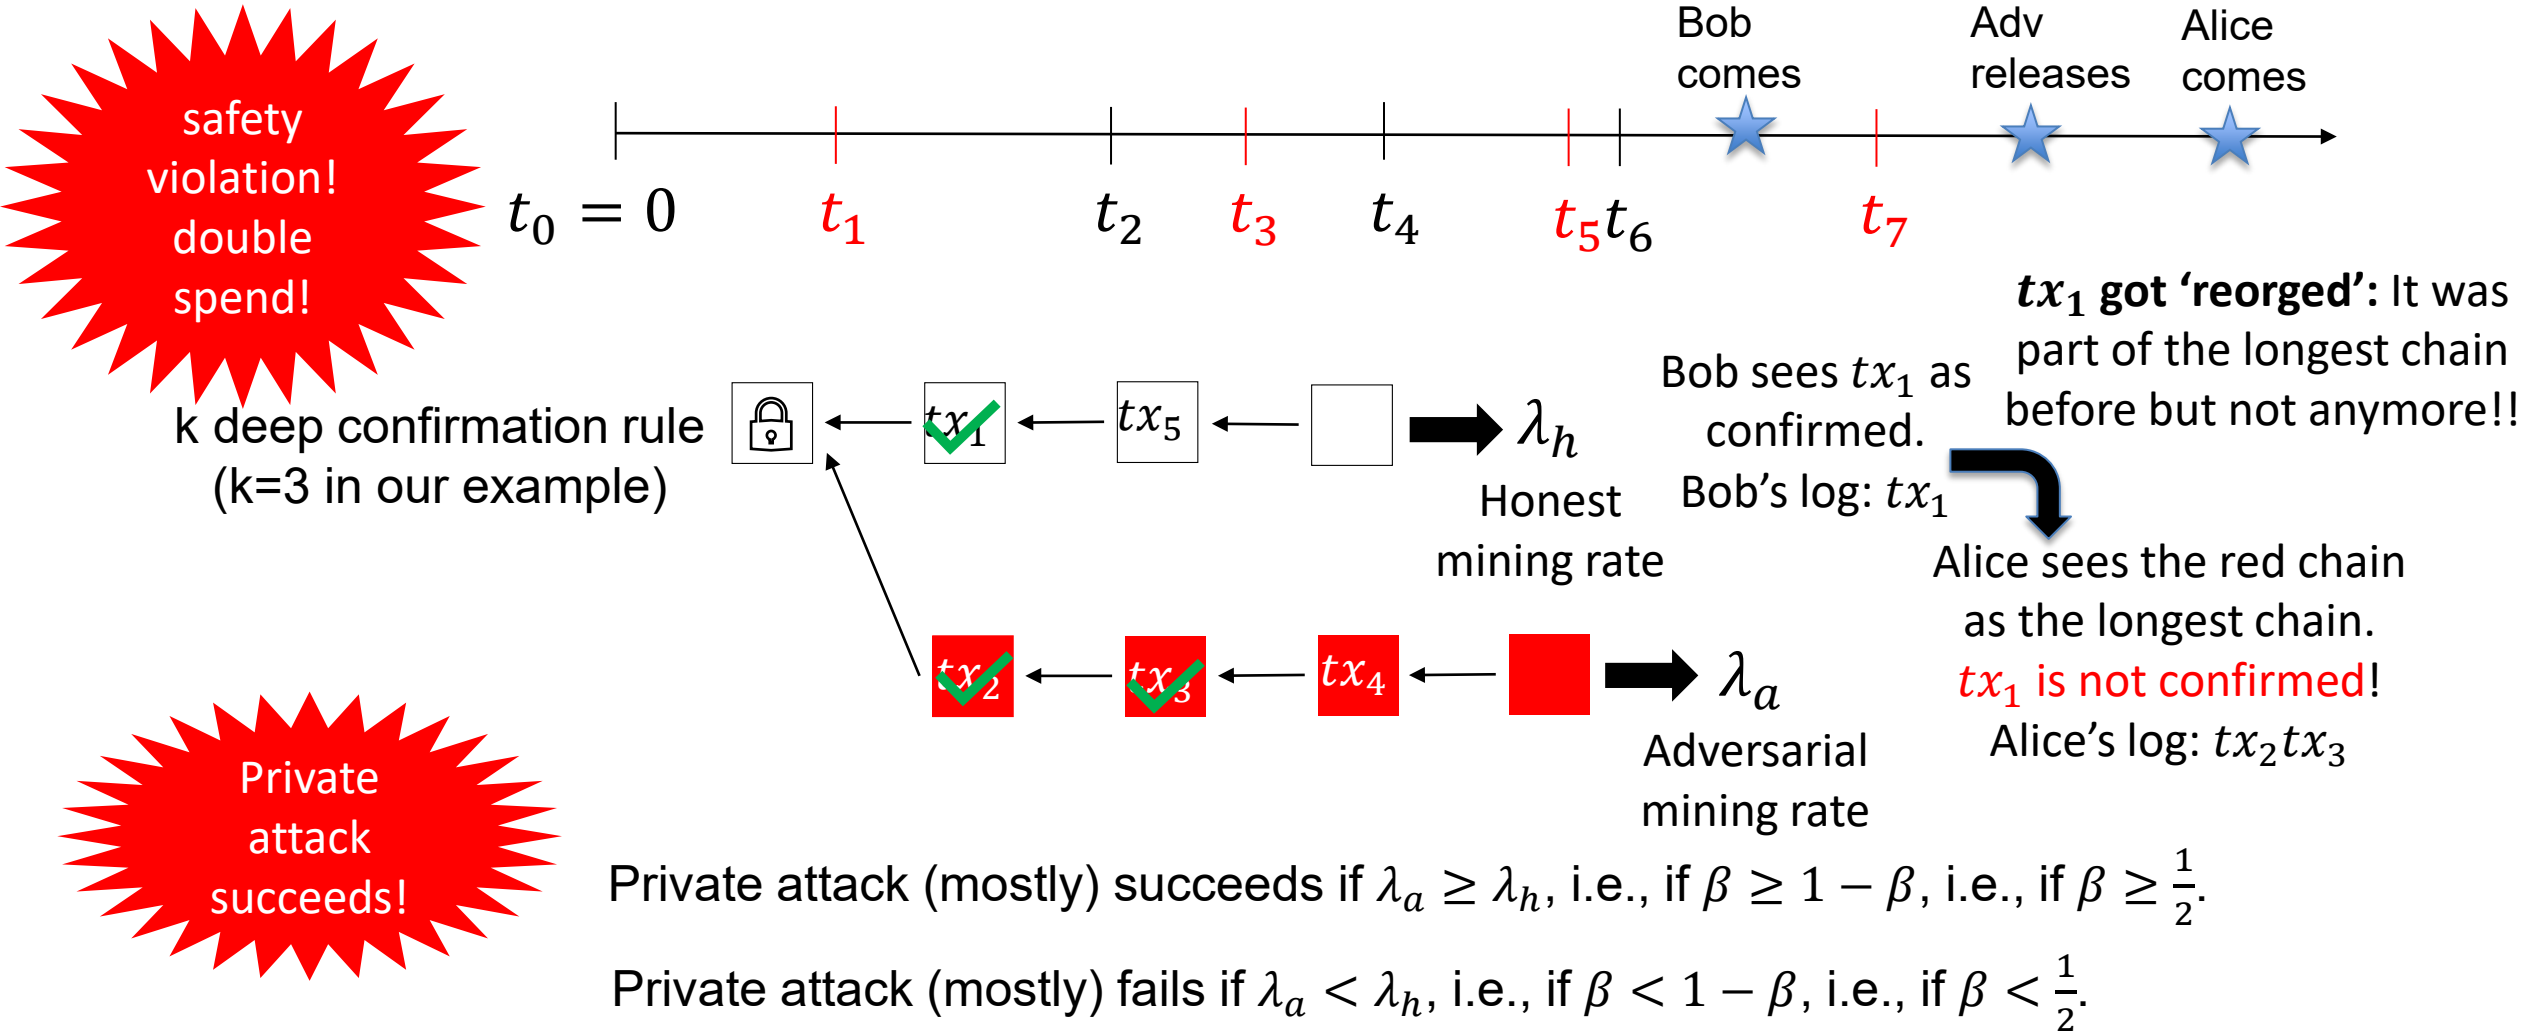 safety
violation!
double
spend!
Bob
comes
Adv
releases
Alice
comes
t₀ = 0
t₁
t₂
t₃
t₄
t₅
t₆
t₇
tx₁ got ‘reorged’: It was
part of the longest chain
before but not anymore!!
k deep confirmation rule
(k=3 in our example)
tx₁
tx₅
λₕ
Honest
mining rate
Bob sees tx₁ as
confirmed.
Bob’s log: tx₁
Alice sees the red chain
as the longest chain.
tx₁ is not confirmed!
Alice’s log: tx₂tx₃
tx₂
tx₃
tx₄
λₐ
Adversarial
mining rate
Private
attack
succeeds!
Private attack (mostly) succeeds if λₐ ≥ λₕ, i.e., if β ≥ 1 − β, i.e., if β ≥ 1/2.
Private attack (mostly) fails if λₐ < λₕ, i.e., if β < 1 − β, i.e., if β < 1/2.